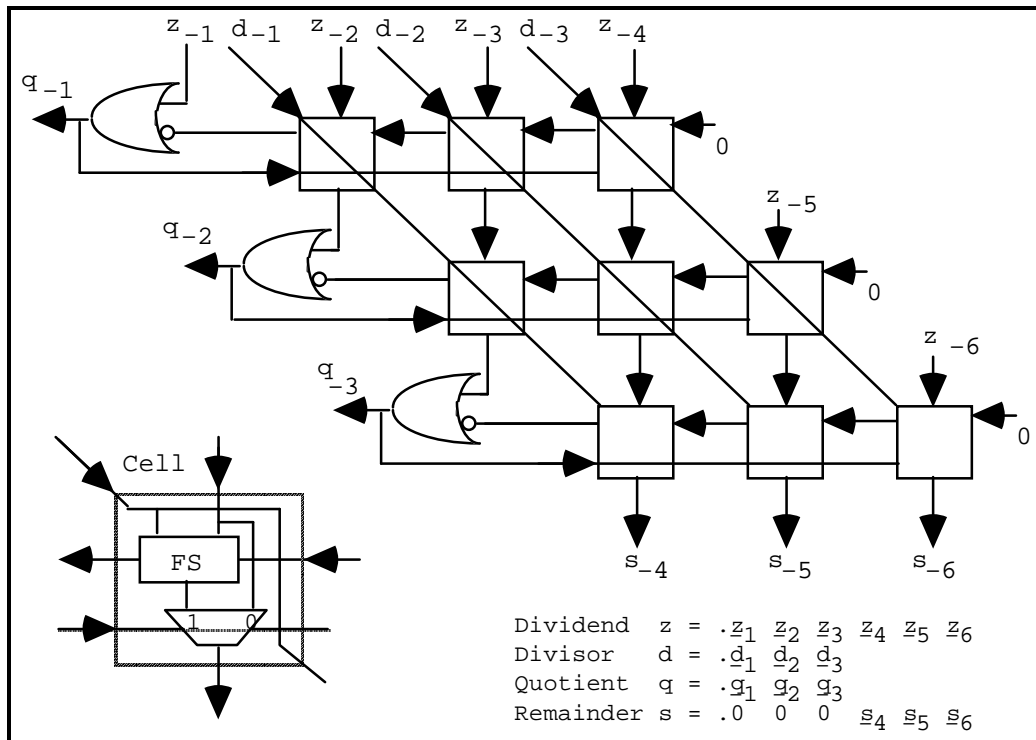 z-1 d-1 z-2 d-2 z-3 d-3 z-4
q-1
0
z-5
q-2
0
z-6
q-3
0
Cell
FS
1 0
s-4 s-5 s-6
Dividend z = .z1 z2 z3 z4 z5 z6
Divisor d = .d1 d2 d3
Quotient q = .q1 q2 q3
Remainder s = .0 0 0 s4 s5 s6